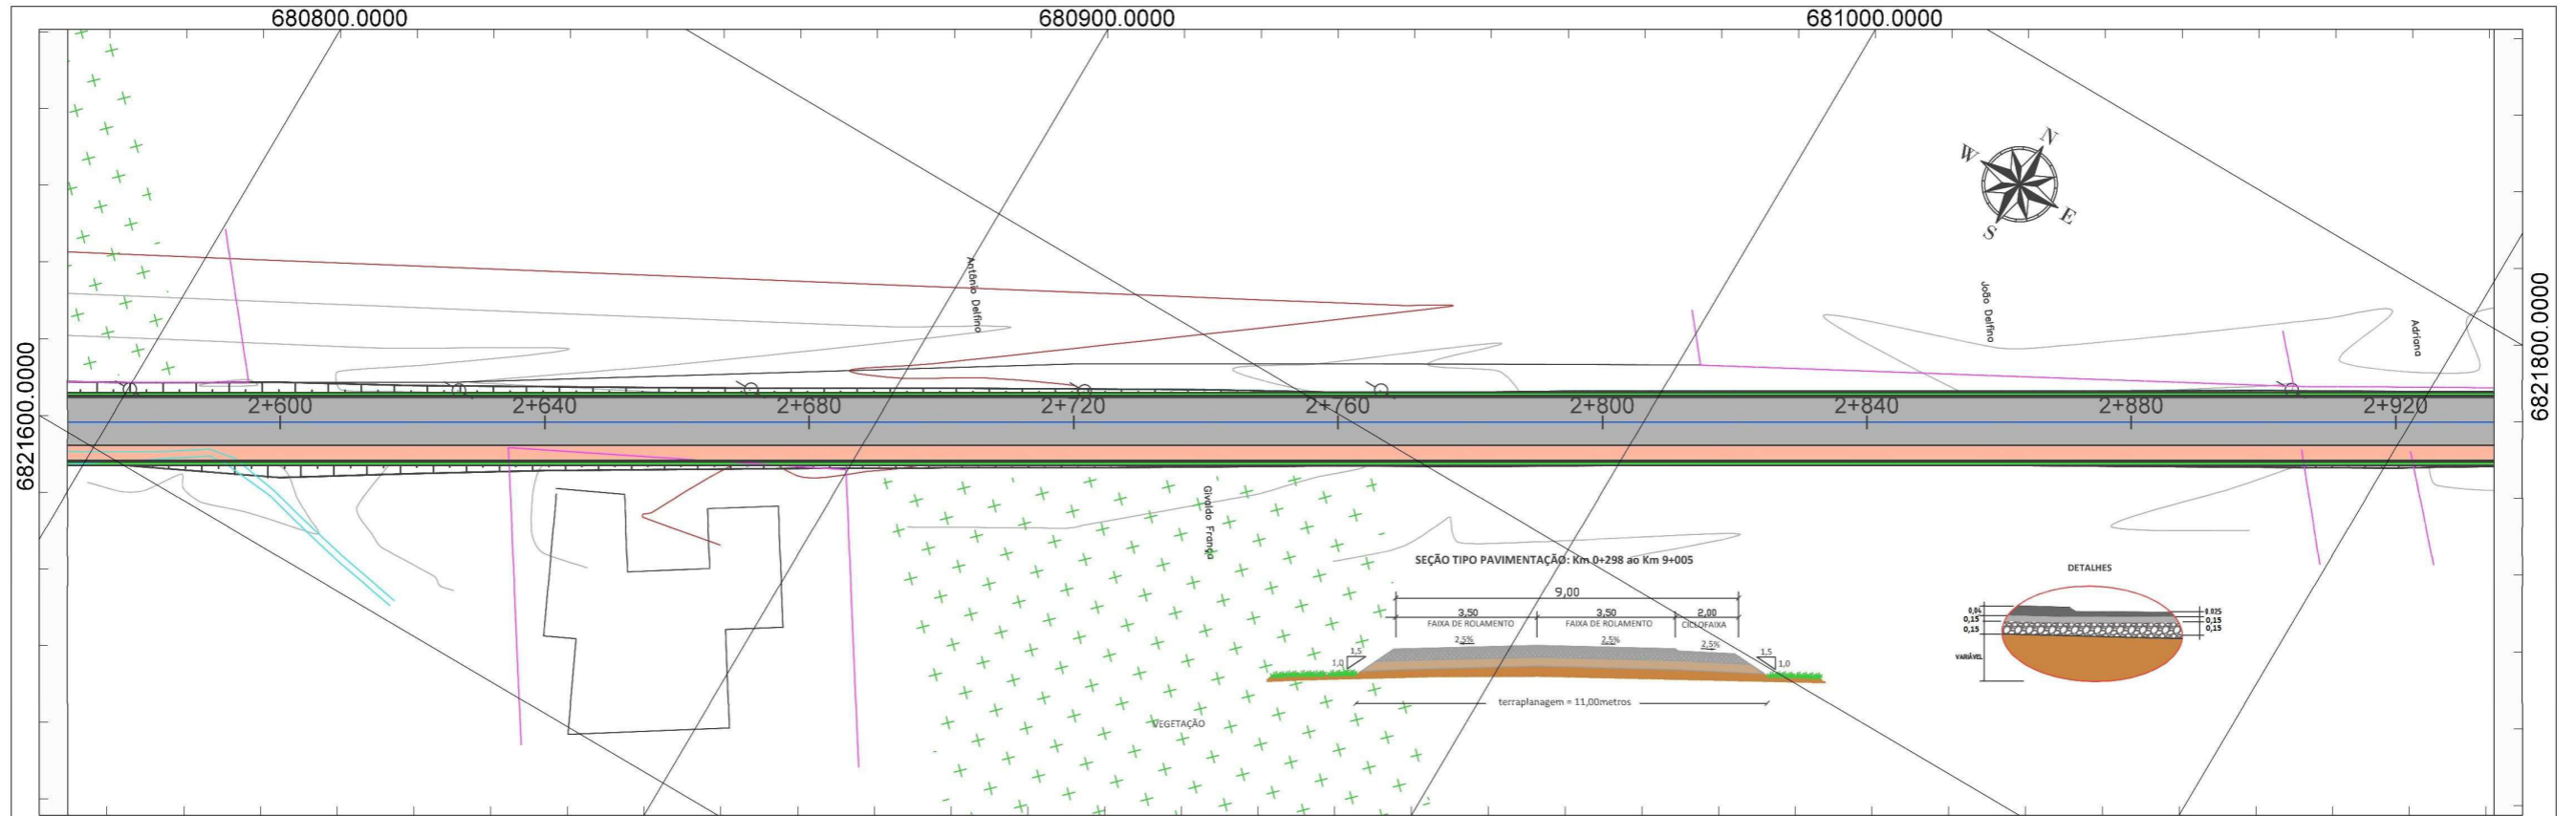 680800.0000
680900.0000
681000.0000
6821600.0000
6821800.0000
N
W
E
S
Antônio Delfino
João Delfino
Adriana
2+600
2+640
2+680
2+720
2+760
2+800
2+840
2+880
2+920
Givaldo França
VEGETAÇÃO
SEÇÃO TIPO PAVIMENTAÇÃO: Km 0+298 ao Km 9+005
9,00
3,50
3,50
2,00
FAIXA DE ROLAMENTO
FAIXA DE ROLAMENTO
CICLOFAIXA
2,5%
2,5%
2,5%
1,5
1,0
1,5
1,0
terraplanagem = 11,00metros
DETALHES
0,04
0,15
0,15
VARIÁVEL
0.025
0,15
0,15